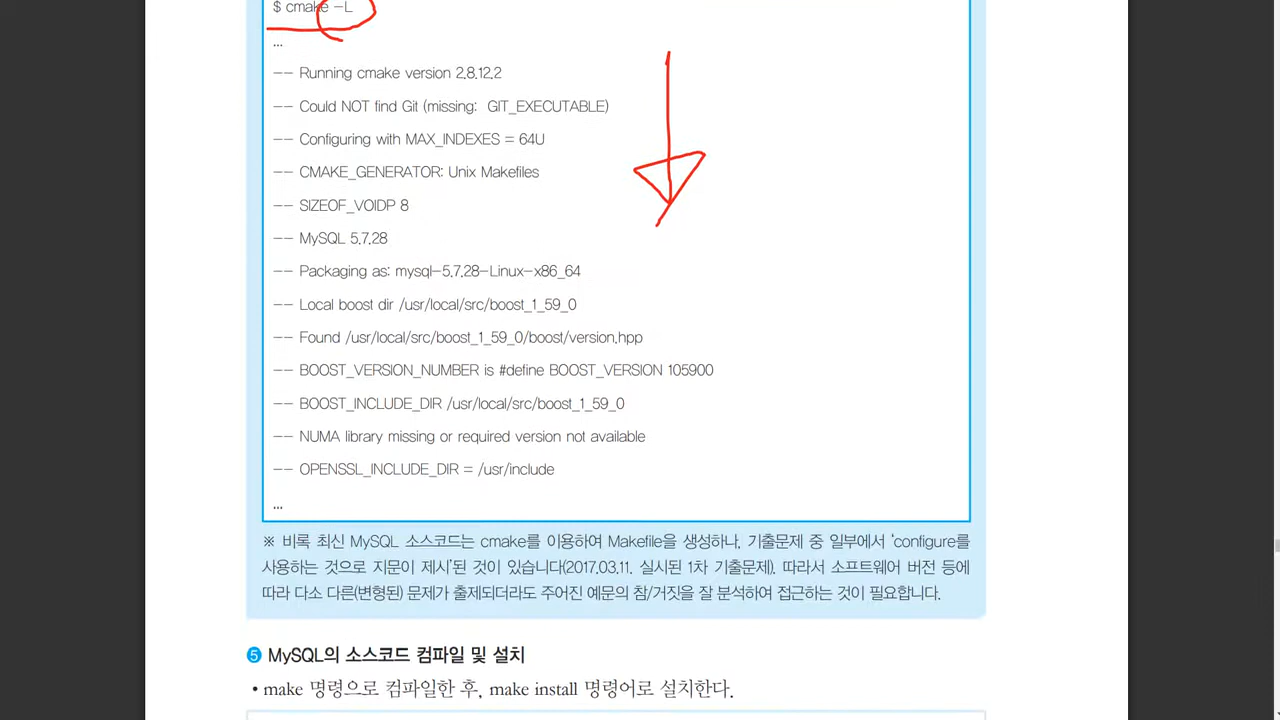 $ cmake -L
...
-- Running cmake version 2.8.12.2
-- Could NOT find Git (missing: GIT_EXECUTABLE)
-- Configuring with MAX_INDEXES = 64U
-- CMAKE_GENERATOR: Unix Makefiles
-- SIZEOF_VOIDP 8
-- MySQL 5.7.28
-- Packaging as: mysql-5.7.28-Linux-x86_64
-- Local boost dir /usr/local/src/boost_1_59_0
-- Found /usr/local/src/boost_1_59_0/boost/version.hpp
-- BOOST_VERSION_NUMBER is #define BOOST_VERSION 105900
-- BOOST_INCLUDE_DIR /usr/local/src/boost_1_59_0
-- NUMA library missing or required version not available
-- OPENSSL_INCLUDE_DIR = /usr/include
...
※ 비록 최신 MySQL 소스코드는 cmake를 이용하여 Makefile을 생성하나, 기출문제 중 일부에서 'configure를
사용하는 것으로 지문이 제시'된 것이 있습니다(2017.03.11. 실시된 1차 기출문제). 따라서 소프트웨어 버전 등에
따라 다소 다른(변형된) 문제가 출제되더라도 주어진 예문의 참/거짓을 잘 분석하여 접근하는 것이 필요합니다.
❺ MySQL의 소스코드 컴파일 및 설치
• make 명령으로 컴파일한 후, make install 명령어로 설치한다.